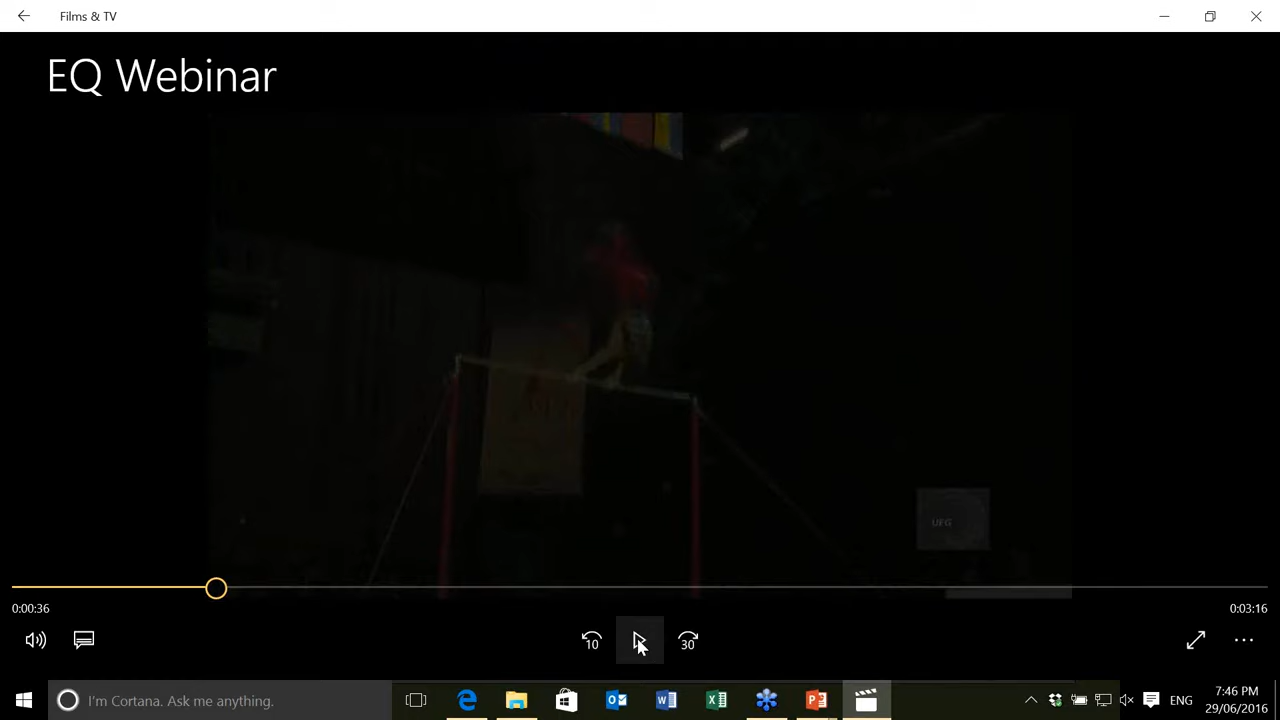 Films & TV
EQ Webinar
UFG
0:00:36
0:03:16
10
30
I'm Cortana. Ask me anything.
ENG
7:46 PM
29/06/2016